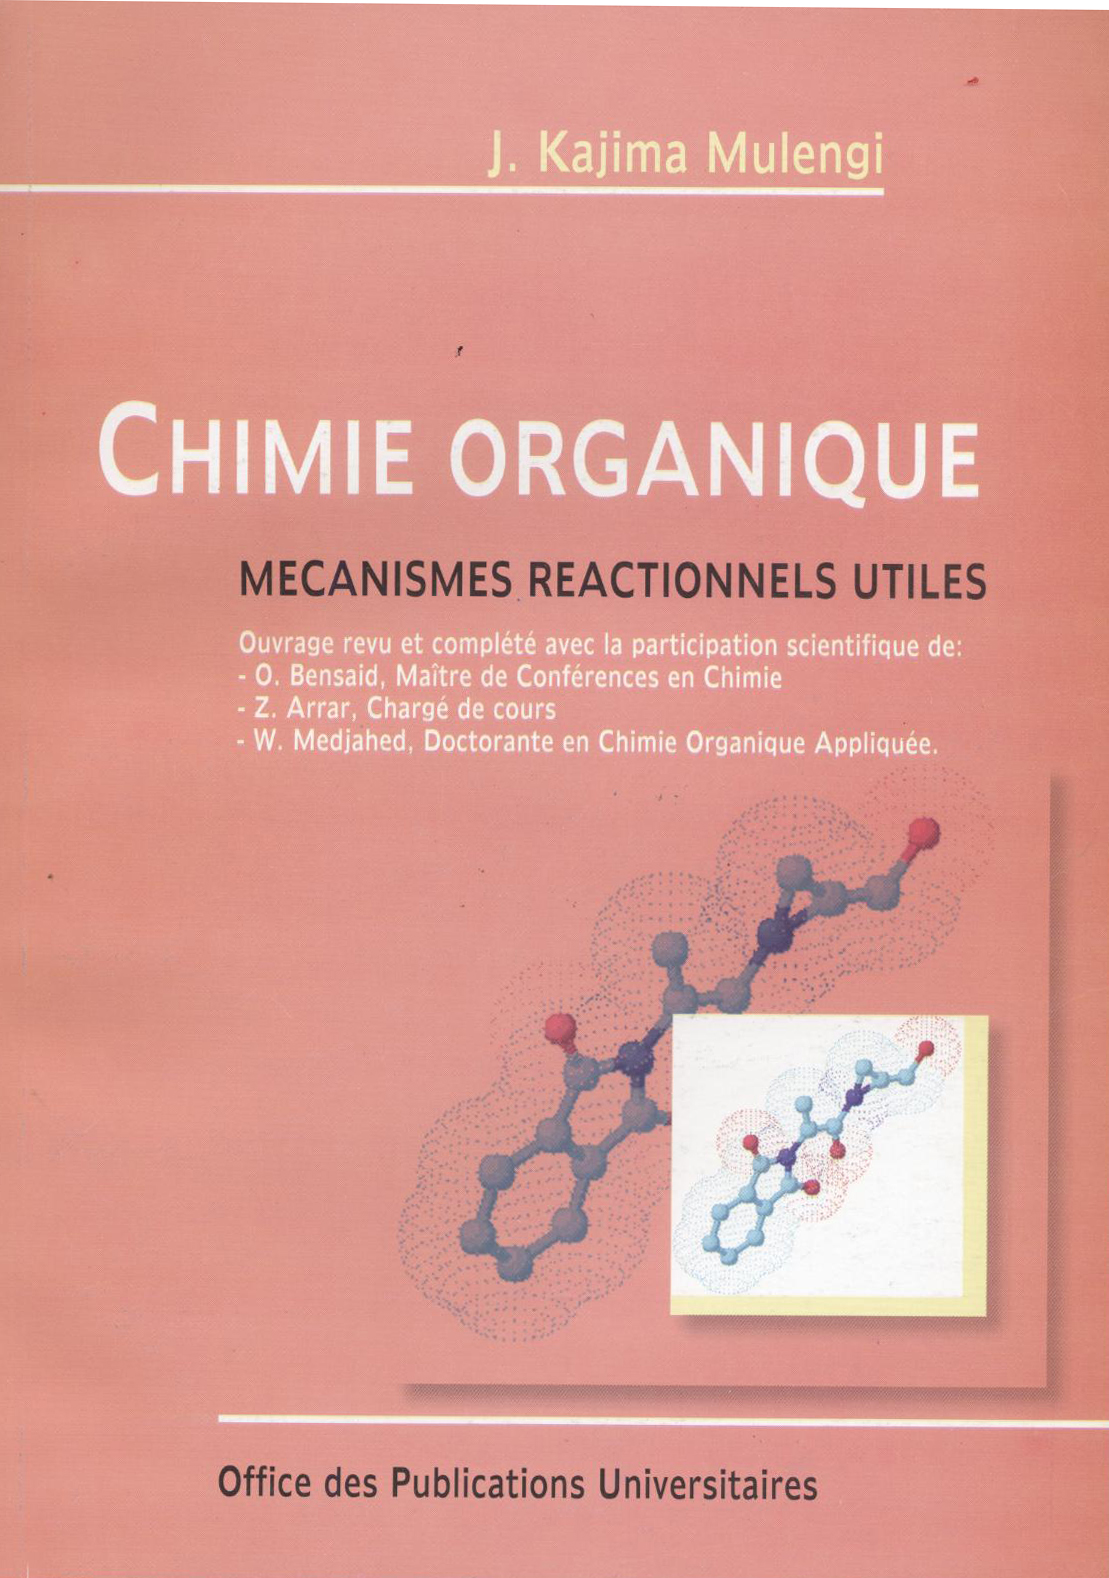 J. Kajima Mulengi
CHIMIE ORGANIQUE
MECANISMES REACTIONNELS UTILES
Ouvrage revu et complété avec la participation scientifique de:
- O. Bensaid, Maître de Conférences en Chimie
- Z. Arrar, Chargé de cours
- W. Medjahed, Doctorante en Chimie Organique Appliquée.
Office des Publications Universitaires